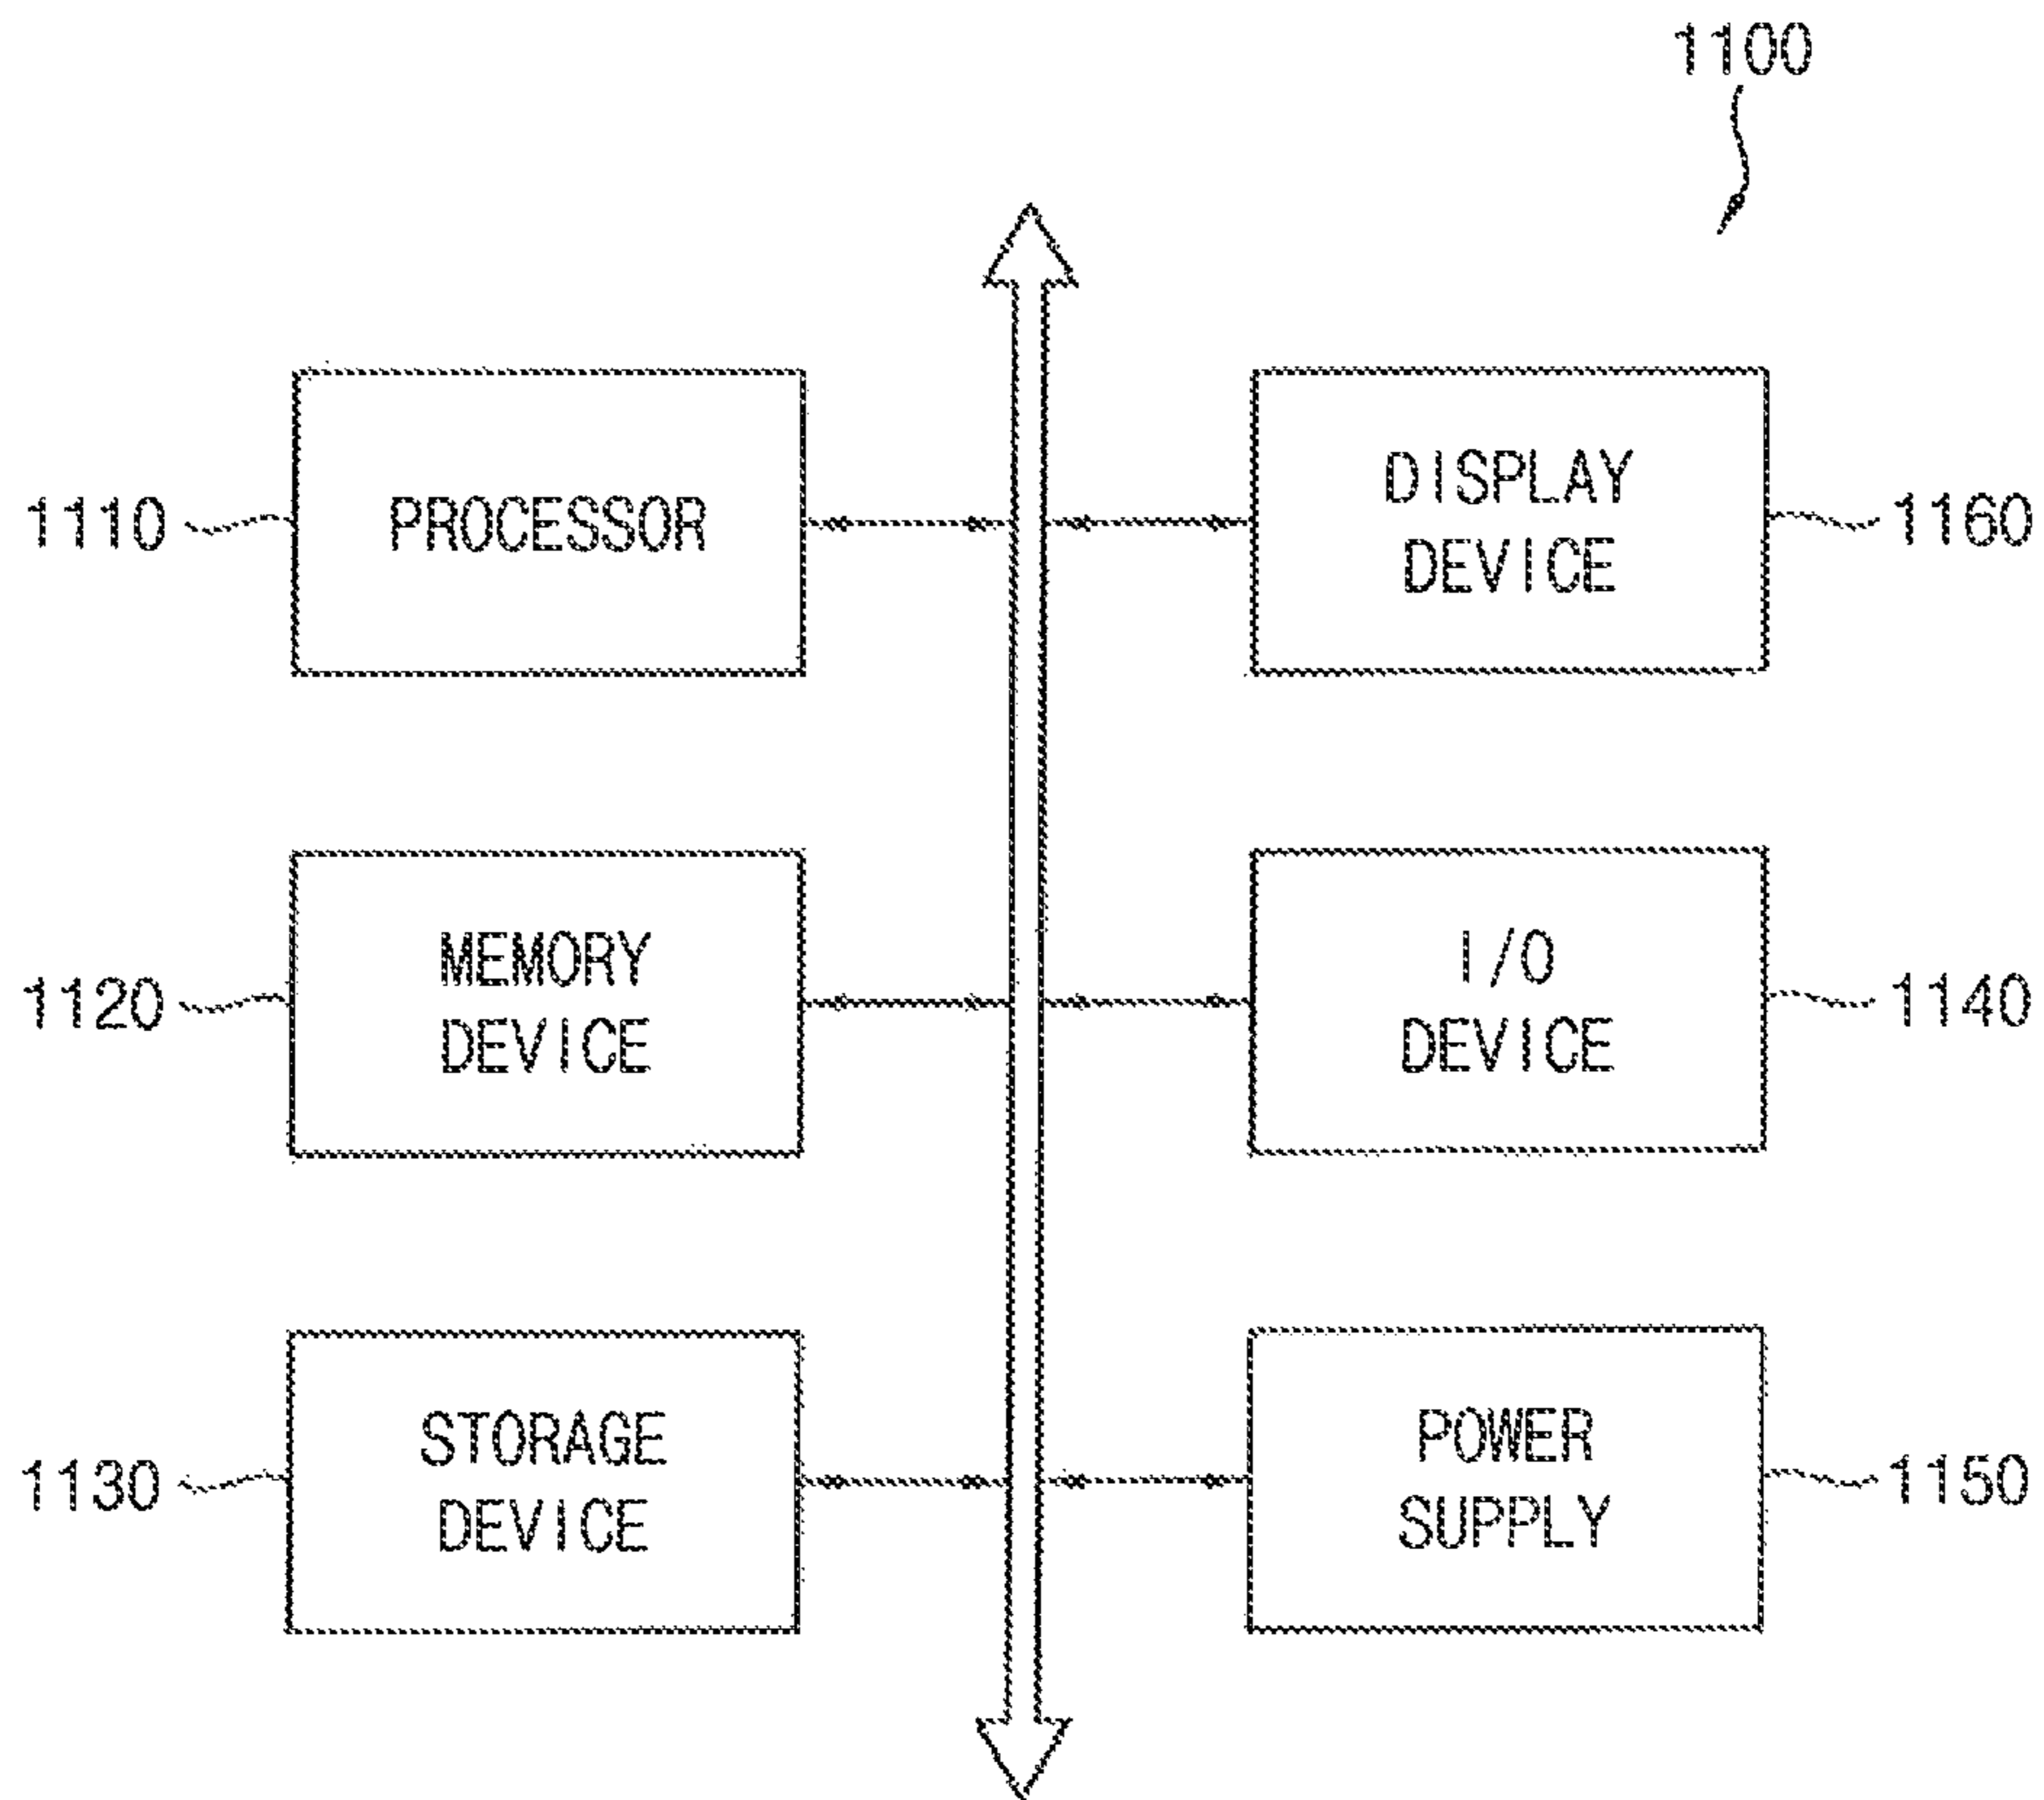 1100
1110
PROCESSOR
DISPLAY
DEVICE
1160
1120
MEMORY
DEVICE
I/O
DEVICE
1140
1130
STORAGE
DEVICE
POWER
SUPPLY
1150